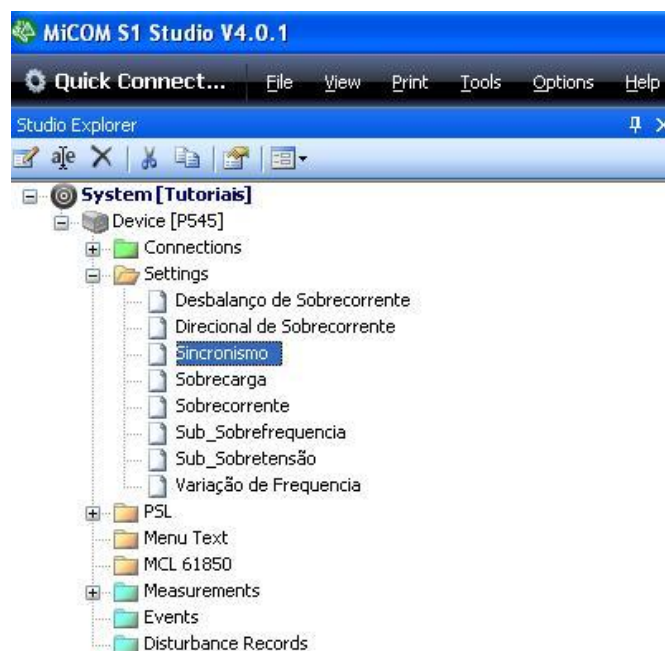 MiCOM S1 Studio V4.0.1
Quick Connect... File View Print Tools Options Help
Studio Explorer
System [Tutoriais]
Device [P545]
Connections
Settings
Desbalanço de Sobrecorrente
Direcional de Sobrecorrente
Sincronismo
Sobrecarga
Sobrecorrente
Sub_Sobrefrequencia
Sub_Sobretensão
Variação de Frequencia
PSL
Menu Text
MCL 61850
Measurements
Events
Disturbance Records